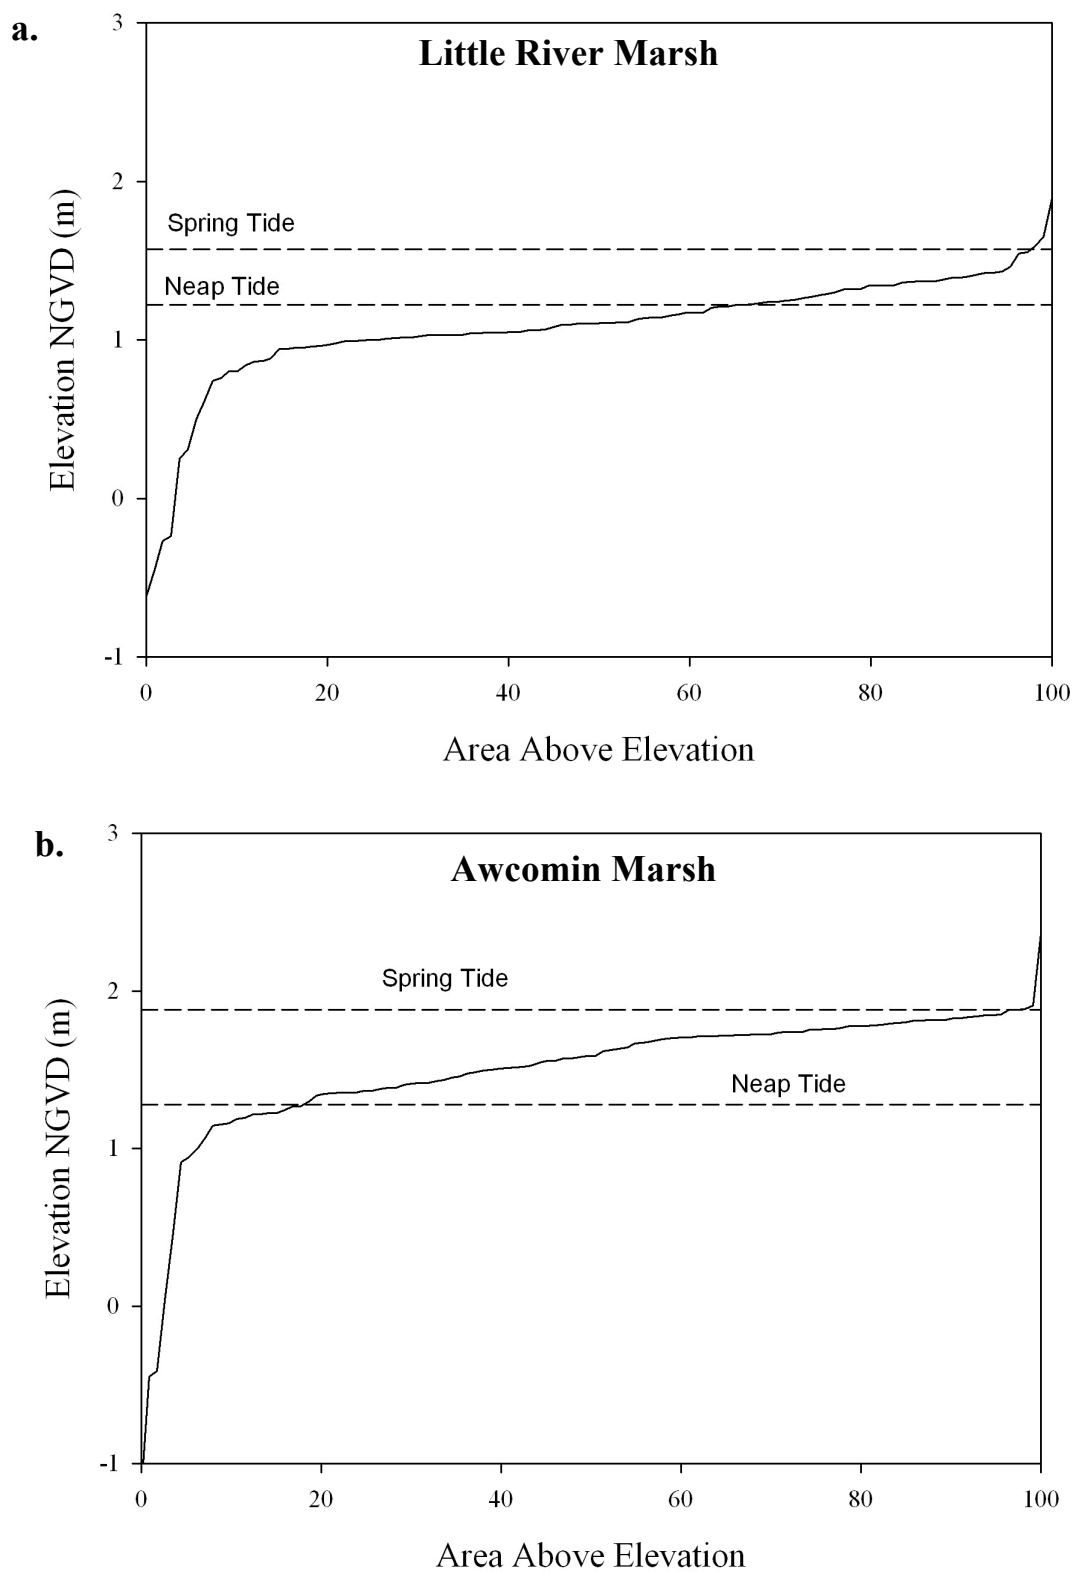 a.
Little River Marsh
3
2
1
0
-1
Elevation NGVD (m)
Spring Tide
Neap Tide
0 20 40 60 80 100
Area Above Elevation
b.
Awcomin Marsh
3
2
1
0
-1
Elevation NGVD (m)
Spring Tide
Neap Tide
0 20 40 60 80 100
Area Above Elevation